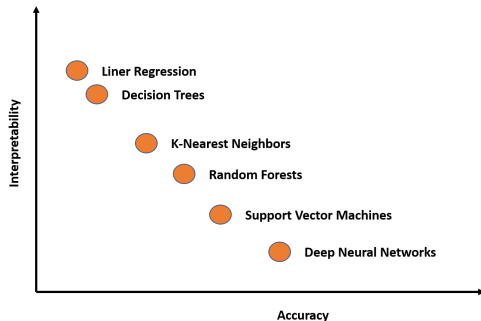 Liner Regression
Decision Trees
K-Nearest Neighbors
Random Forests
Support Vector Machines
Deep Neural Networks
Interpretability
Accuracy